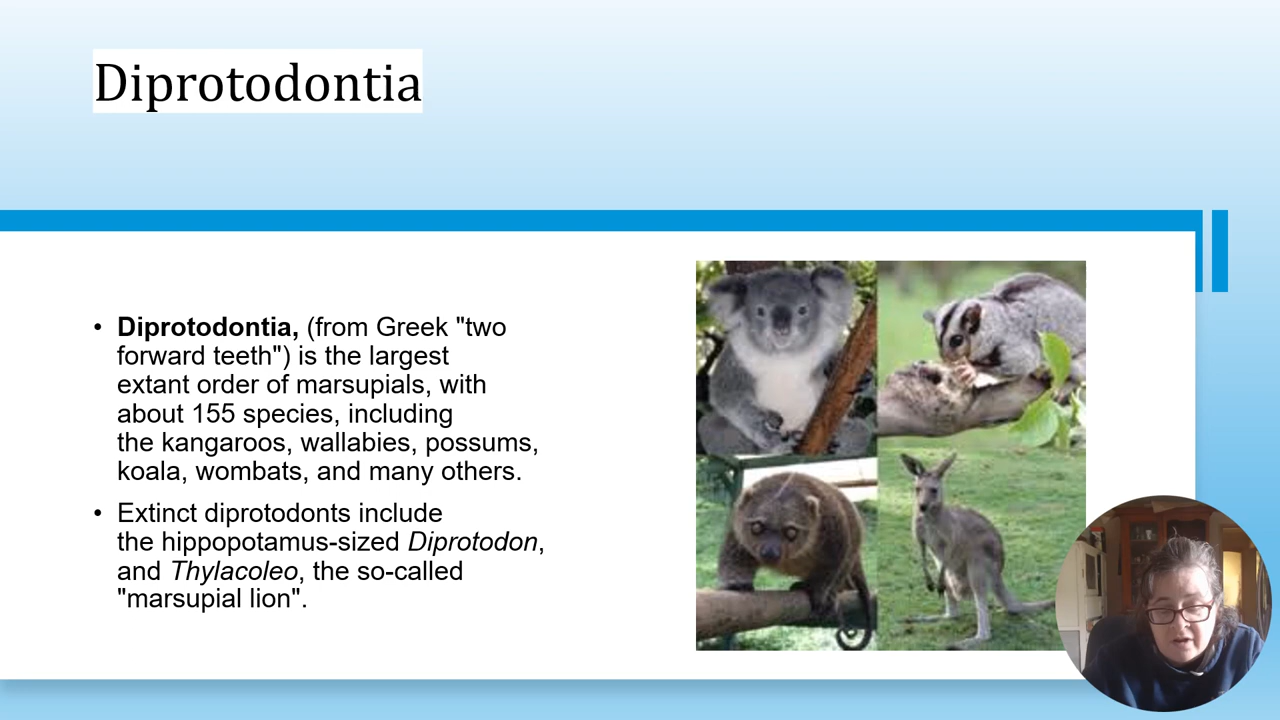 Diprotodontia
• Diprotodontia, (from Greek "two
forward teeth") is the largest
extant order of marsupials, with
about 155 species, including
the kangaroos, wallabies, possums,
koala, wombats, and many others.
• Extinct diprotodonts include
the hippopotamus-sized Diprotodon,
and Thylacoleo, the so-called
"marsupial lion".